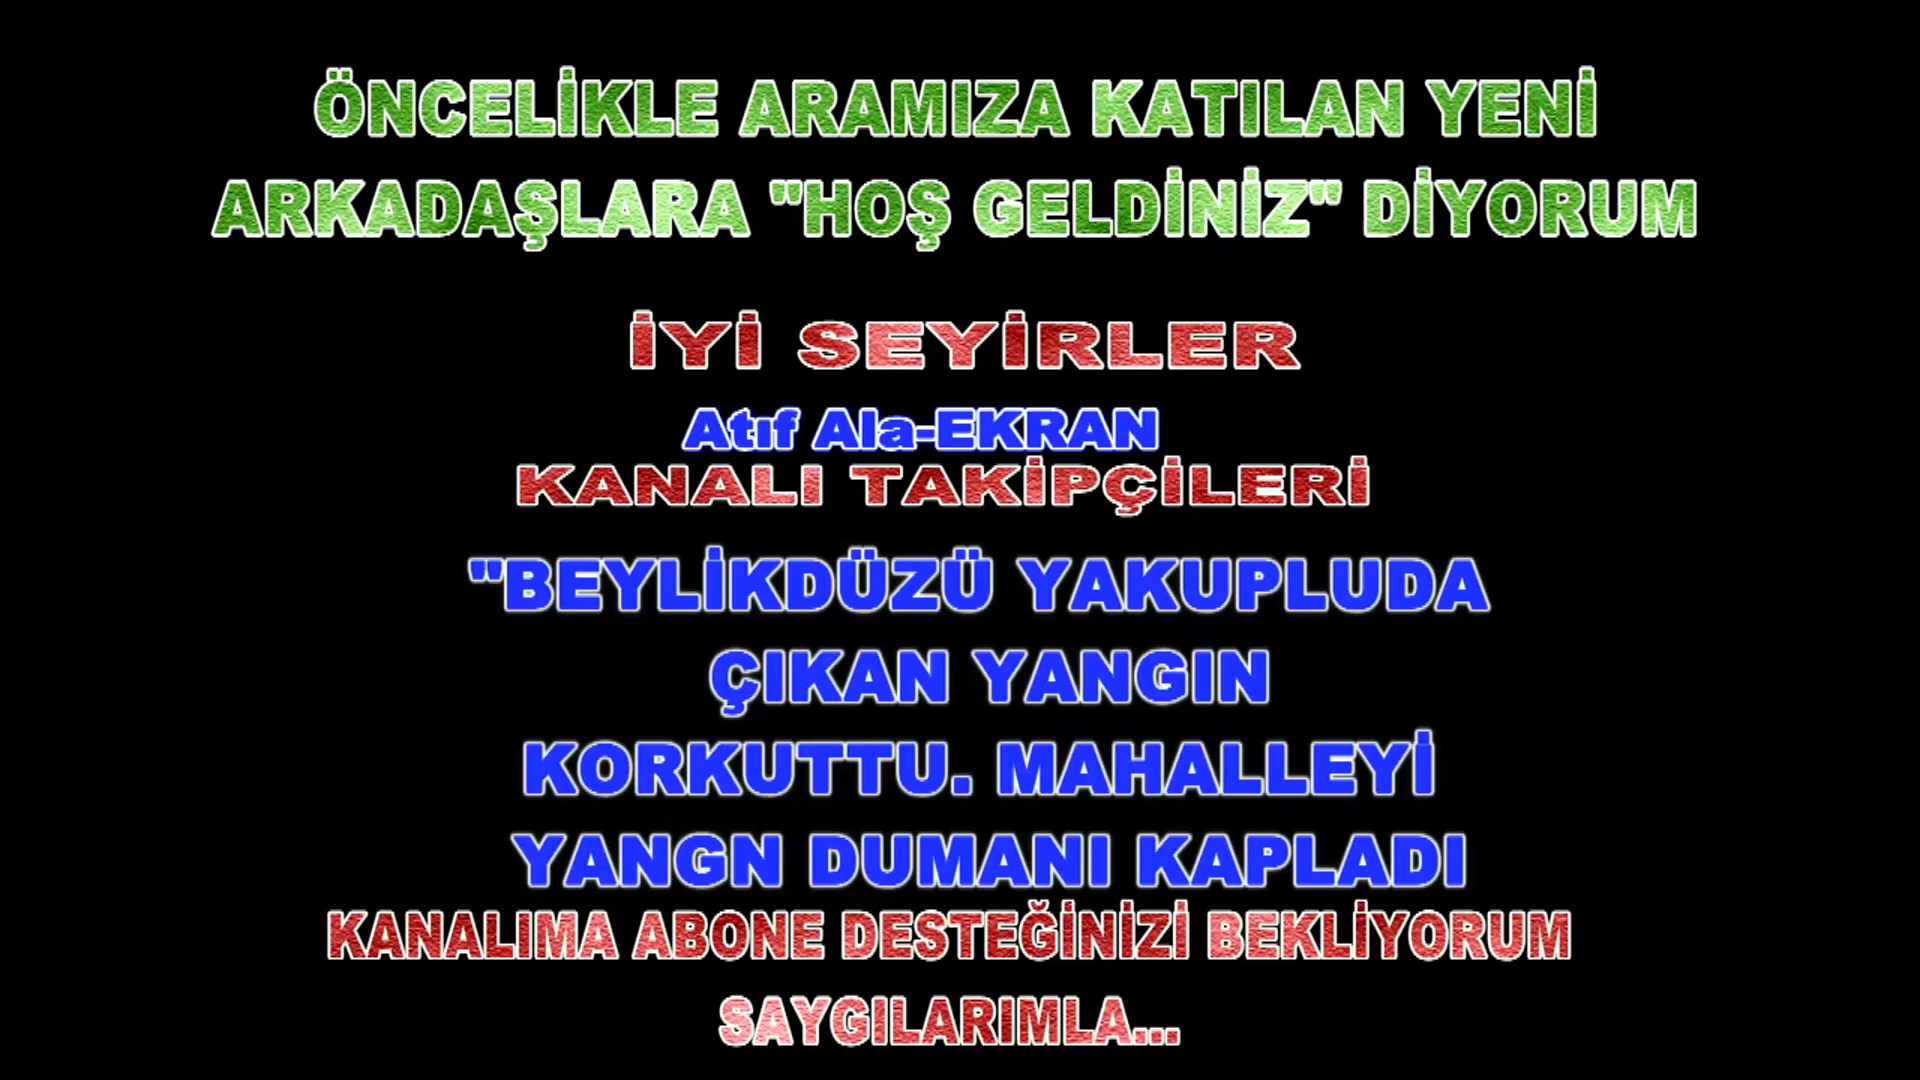 ÖNCELİKLE ARAMIZA KATILAN YENİ
ARKADAŞLARA "HOŞ GELDİNİZ" DİYORUM
İYİ SEYİRLER
Atıf Ala-EKRAN
KANALI TAKİPÇİLERİ
"BEYLİKDÜZÜ YAKUPLUDA
ÇIKAN YANGIN
KORKUTTU. MAHALLEYİ
YANGN DUMANI KAPLADI
KANALIMA ABONE DESTEĞİNİZİ BEKLİYORUM
SAYGILARIMLA...